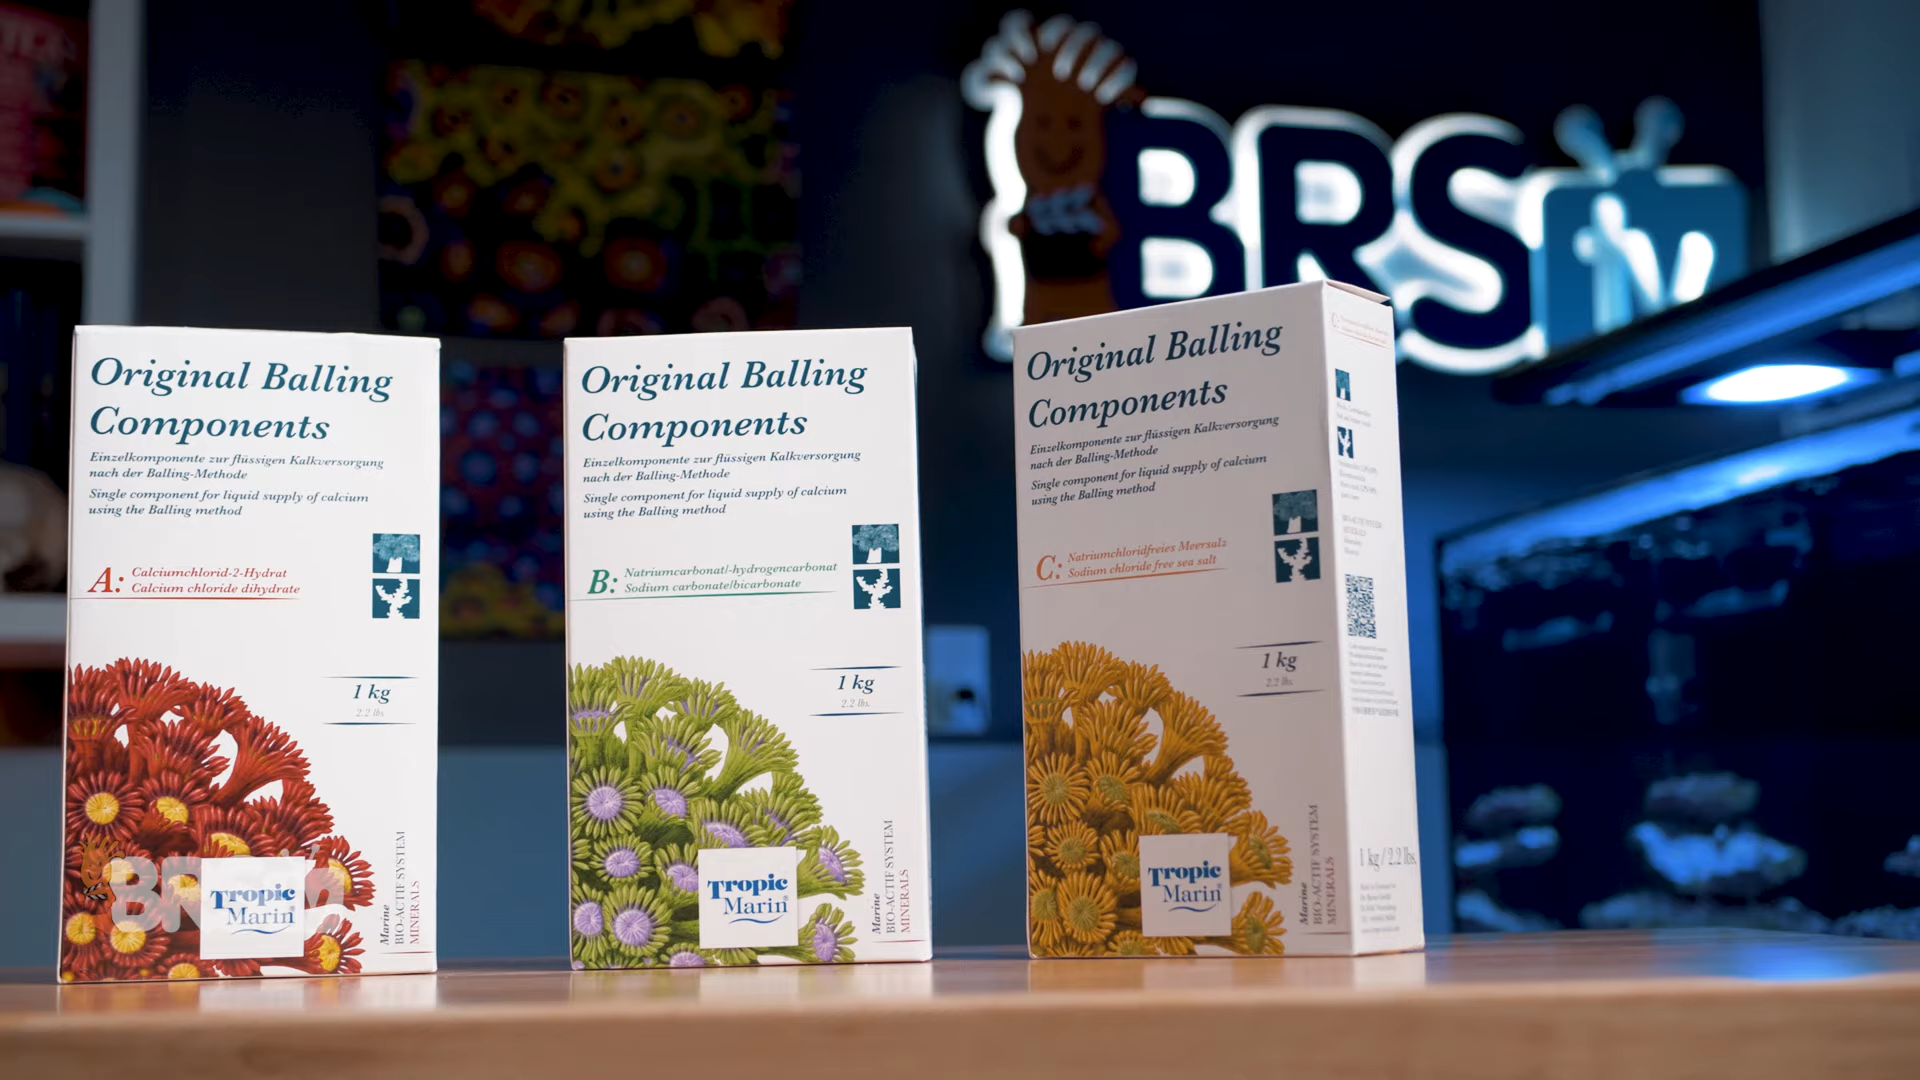 BRS
tv
Original Balling
Components
Einzelkomponente zur flüssigen Kalkversorgung
nach der Balling-Methode
Single component for liquid supply of calcium
using the Balling method
A: Calciumchlorid-2-Hydrat
Calcium chloride dihydrate
1 kg
2.2 lbs.
Tropic
Marin®
Marine
BIO-ACTIF SYSTEM
MINERALS
BRStv
Original Balling
Components
Einzelkomponente zur flüssigen Kalkversorgung
nach der Balling-Methode
Single component for liquid supply of calcium
using the Balling method
B: Natriumcarbonat/-hydrogencarbonat
Sodium carbonate/bicarbonate
1 kg
2.2 lbs.
Tropic
Marin®
Marine
BIO-ACTIF SYSTEM
MINERALS
Original Balling
Components
Einzelkomponente zur flüssigen Kalkversorgung
nach der Balling-Methode
Single component for liquid supply of calcium
using the Balling method
C: Natriumchloridfreies Meersalz
Sodium chloride free sea salt
1 kg
2.2 lbs.
Tropic
Marin®
Marine
BIO-ACTIF SYSTEM
MINERALS
1 kg / 2.2 lbs.